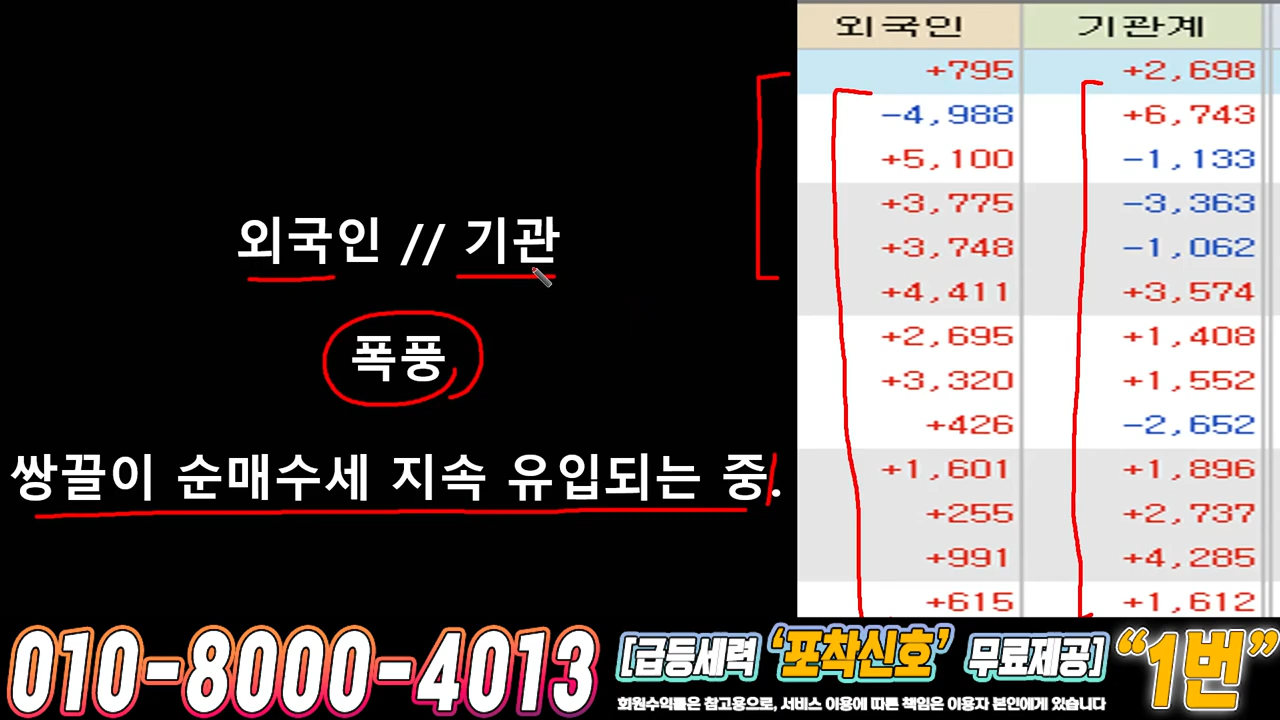 외국인 // 기관
폭풍
쌍끌이 순매수세 지속 유입되는 중.
외국인 기관계
+795 +2,698
-4,988 +6,743
+5,100 -1,133
+3,775 -3,363
+3,748 -1,062
+4,411 +3,574
+2,695 +1,408
+3,320 +1,552
+426 -2,652
+1,601 +1,896
+255 +2,737
+991 +4,285
+615 +1,612
010-8000-4013
[급등세력 '포착신호' 무료제공] "1번"
회원수익률은 참고용으로, 서비스 이용에 따른 책임은 이용자 본인에게 있습니다